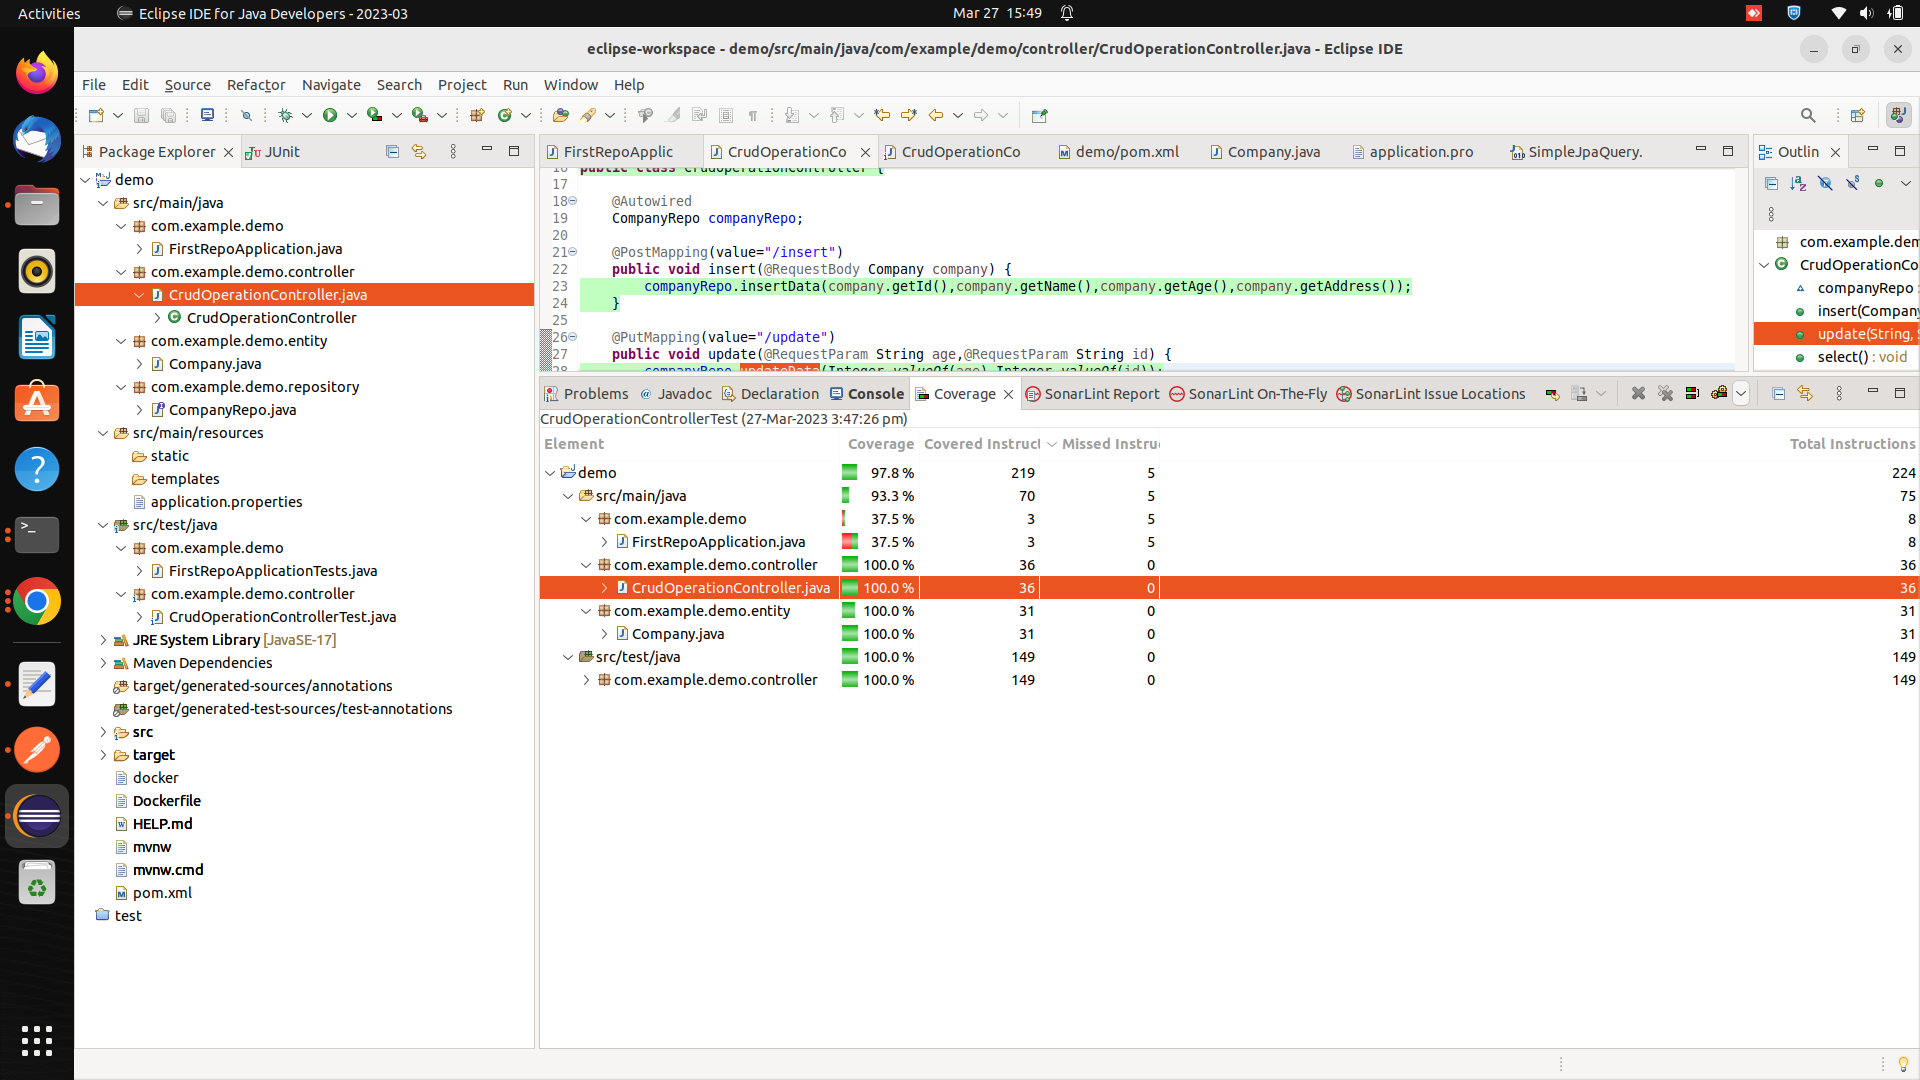 Activities
Eclipse IDE for Java Developers - 2023-03
Mar 27 15:49
eclipse-workspace - demo/src/main/java/com/example/demo/controller/CrudOperationController.java - Eclipse IDE
File Edit Source Refactor Navigate Search Project Run Window Help
Package Explorer
JUnit
demo
src/main/java
com.example.demo
FirstRepoApplication.java
com.example.demo.controller
CrudOperationController.java
CrudOperationController
com.example.demo.entity
Company.java
com.example.demo.repository
CompanyRepo.java
src/main/resources
static
templates
application.properties
src/test/java
com.example.demo
FirstRepoApplicationTests.java
com.example.demo.controller
CrudOperationControllerTest.java
JRE System Library [JavaSE-17]
Maven Dependencies
target/generated-sources/annotations
target/generated-test-sources/test-annotations
src
target
docker
Dockerfile
HELP.md
mvnw
mvnw.cmd
pom.xml
test
FirstRepoApplic CrudOperationCo CrudOperationCo demo/pom.xml Company.java application.pro SimpleJpaQuery.
16 public class CrudOperationController {
17
18 @Autowired
19 CompanyRepo companyRepo;
20
21 @PostMapping(value="/insert")
22 public void insert(@RequestBody Company company) {
23 companyRepo.insertData(company.getId(),company.getName(),company.getAge(),company.getAddress());
24 }
25
26 @PutMapping(value="/update")
27 public void update(@RequestParam String age,@RequestParam String id) {
28 companyRepo.updateData(Integer.valueOf(age),Integer.valueOf(id));
Outlin
com.example.dem
CrudOperationCo
companyRepo :
insert(Company
update(String, S
select() : void
Problems Javadoc Declaration Console Coverage SonarLint Report SonarLint On-The-Fly SonarLint Issue Locations
CrudOperationControllerTest (27-Mar-2023 3:47:26 pm)
Element Coverage Covered Instruct Missed Instru Total Instructions
demo 97.8 % 219 5 224
src/main/java 93.3 % 70 5 75
com.example.demo 37.5 % 3 5 8
FirstRepoApplication.java 37.5 % 3 5 8
com.example.demo.controller 100.0 % 36 0 36
CrudOperationController.java 100.0 % 36 0 36
com.example.demo.entity 100.0 % 31 0 31
Company.java 100.0 % 31 0 31
src/test/java 100.0 % 149 0 149
com.example.demo.controller 100.0 % 149 0 149